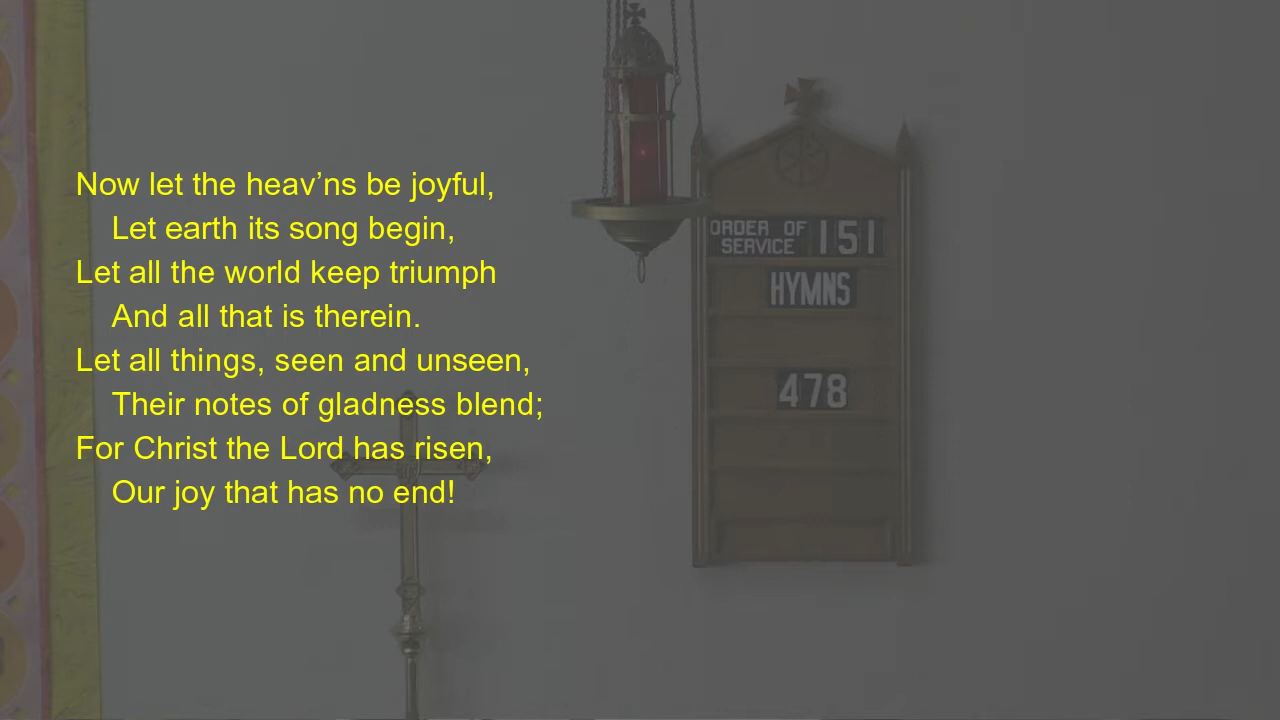 Now let the heav’ns be joyful,
Let earth its song begin,
Let all the world keep triumph
And all that is therein.
Let all things, seen and unseen,
Their notes of gladness blend;
For Christ the Lord has risen,
Our joy that has no end!
ORDER OF
SERVICE 151
HYMNS
478